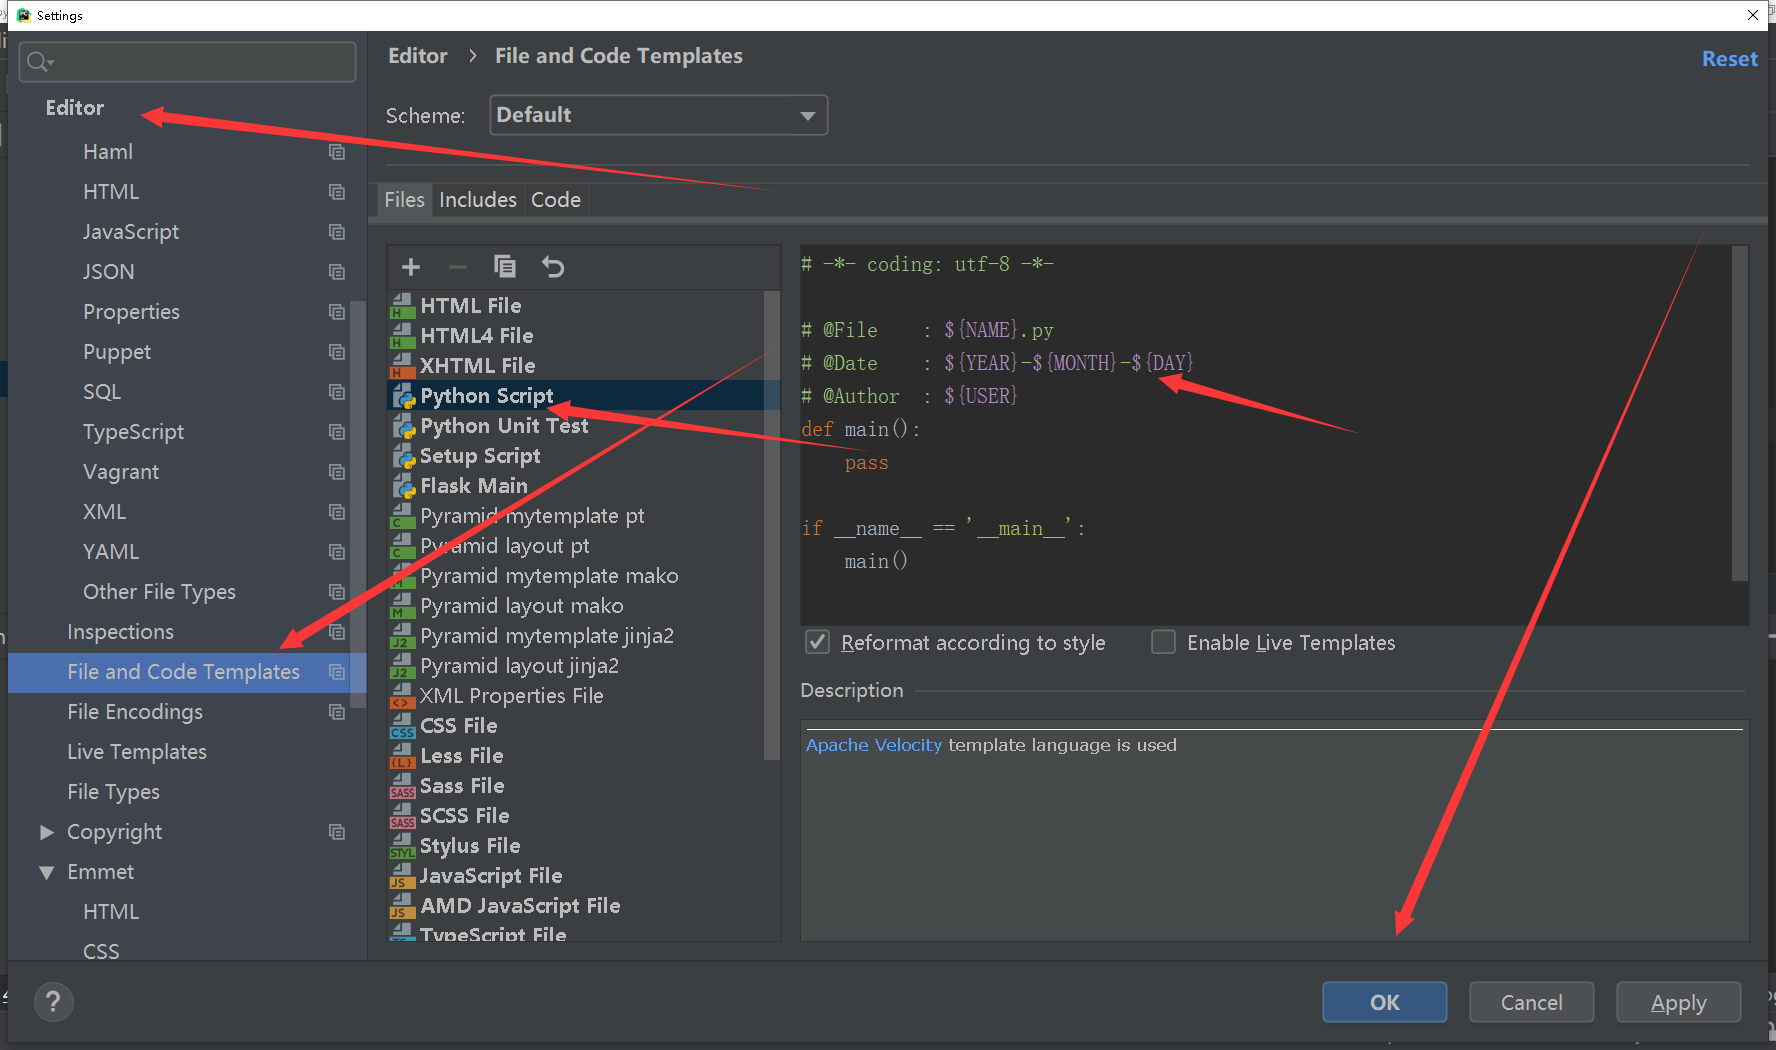 Settings
Editor
Haml
HTML
JavaScript
JSON
Properties
Puppet
SQL
TypeScript
Vagrant
XML
YAML
Other File Types
Inspections
File and Code Templates
File Encodings
Live Templates
File Types
Copyright
Emmet
HTML
CSS
Editor > File and Code Templates
Reset
Scheme: Default
Files Includes Code
HTML File
HTML4 File
XHTML File
Python Script
Python Unit Test
Setup Script
Flask Main
Pyramid mytemplate pt
Pyramid layout pt
Pyramid mytemplate mako
Pyramid layout mako
Pyramid mytemplate jinja2
Pyramid layout jinja2
XML Properties File
CSS File
Less File
Sass File
SCSS File
Stylus File
JavaScript File
AMD JavaScript File
TypeScript File
# -*- coding: utf-8 -*-
# @File    : ${NAME}.py
# @Date    : ${YEAR}-${MONTH}-${DAY}
# @Author  : ${USER}
def main():
    pass
if __name__ == '__main__':
    main()
Reformat according to style
Enable Live Templates
Description
Apache Velocity template language is used
?
OK
Cancel
Apply